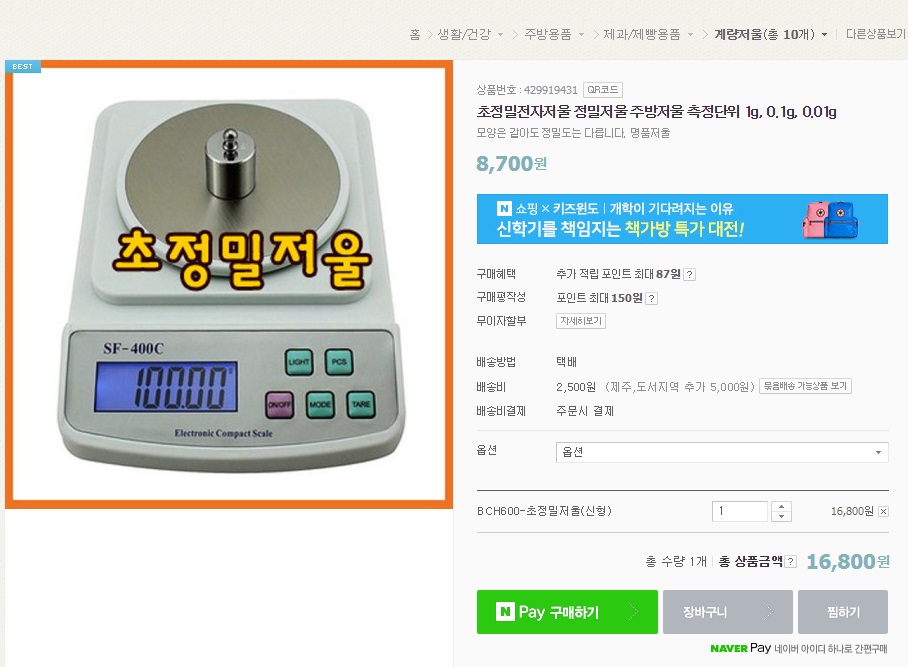 홈 > 생활/건강 > 주방용품 > 제과/제빵용품 > 계량저울(총 10개) | 다른상품보기
BEST
초정밀저울
SF-400C
100.00
LIGHT PCS
ON/OFF MODE TARE
Electronic Compact Scale
상품번호 : 429919431 QR코드
초정밀전자저울 정밀저울 주방저울 측정단위 1g, 0.1g, 0.01g
모양은 같아도 정밀도는 다릅니다. 명품저울
8,700원
N 쇼핑 × 키즈윈도 | 개학이 기다려지는 이유
신학기를 책임지는 책가방 특가 대전!
구매혜택 추가 적립 포인트 최대 87원 ?
구매평작성 포인트 최대 150원 ?
무이자할부 자세히보기
배송방법 택배
배송비 2,500원 (제주,도서지역 추가 5,000원) 묶음배송 가능상품 보기
배송비결제 주문시 결제
옵션 옵션
BCH600-초정밀저울(신형) 1 16,800원
총 수량 1개 | 총 상품금액 ? 16,800원
N Pay 구매하기 장바구니 찜하기
NAVER Pay 네이버 아이디 하나로 간편구매